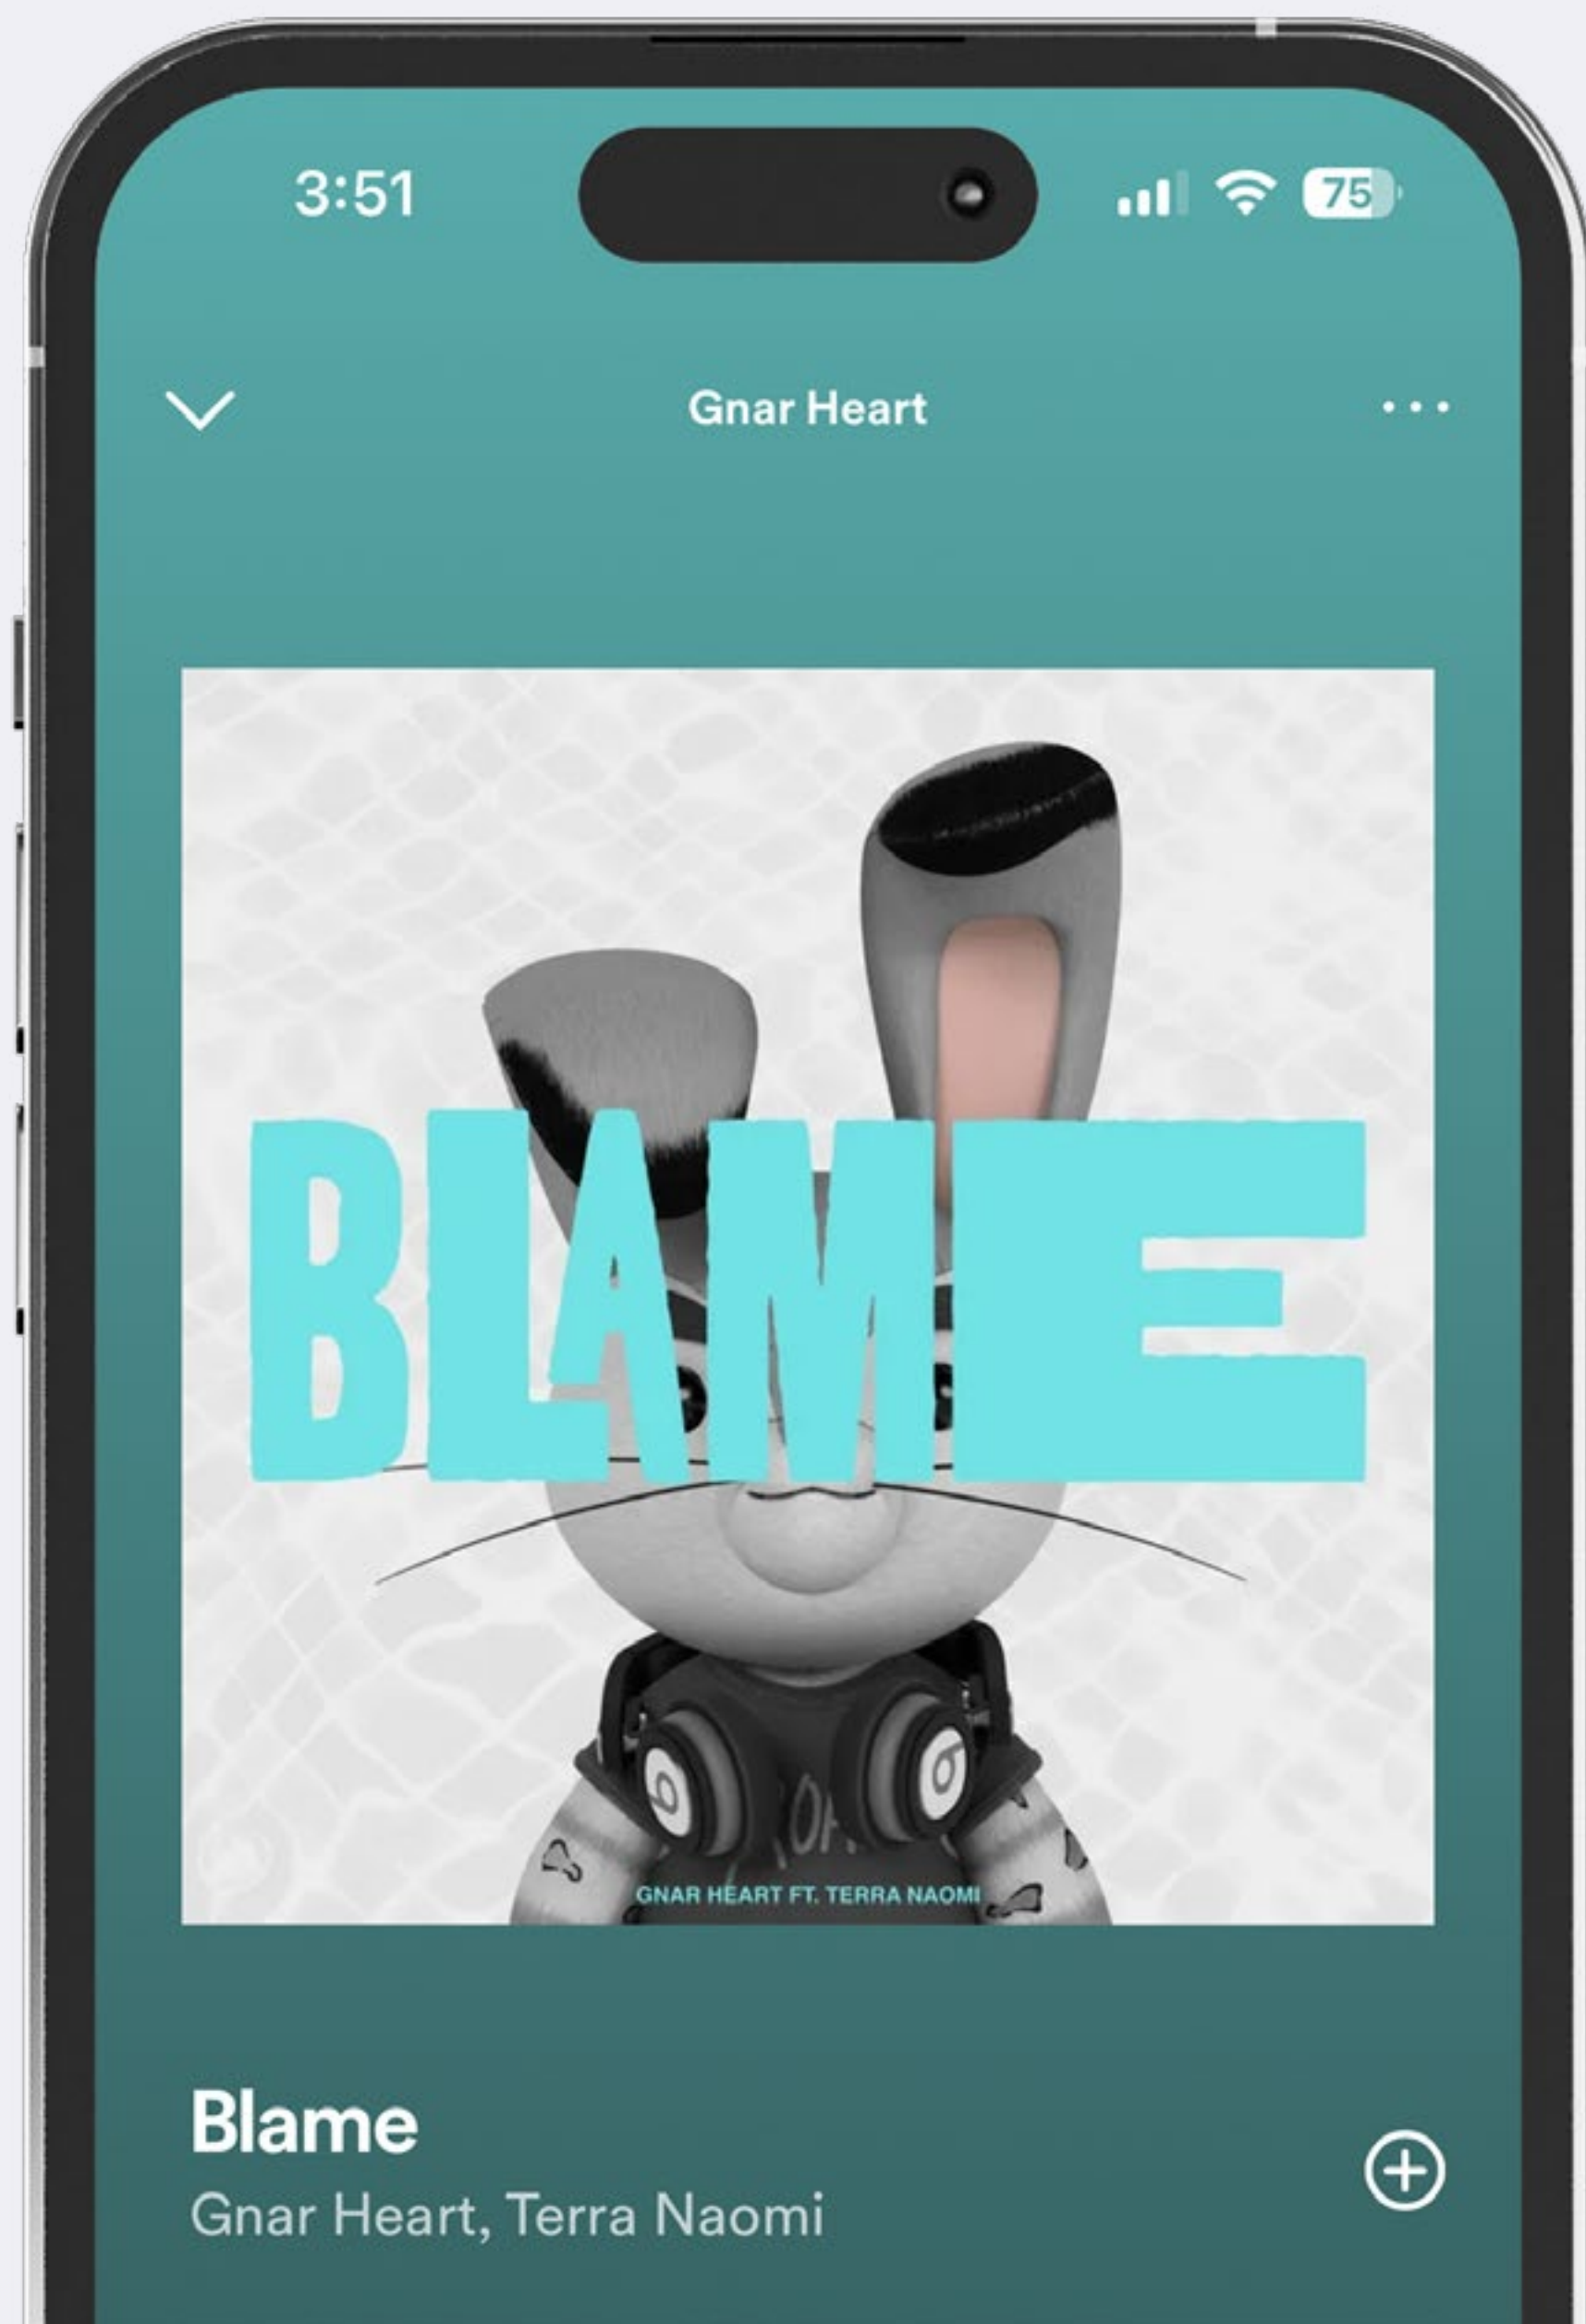 3:51
75
Gnar Heart
BLAME
GNAR HEART FT. TERRA NAOMI
Blame
Gnar Heart, Terra Naomi